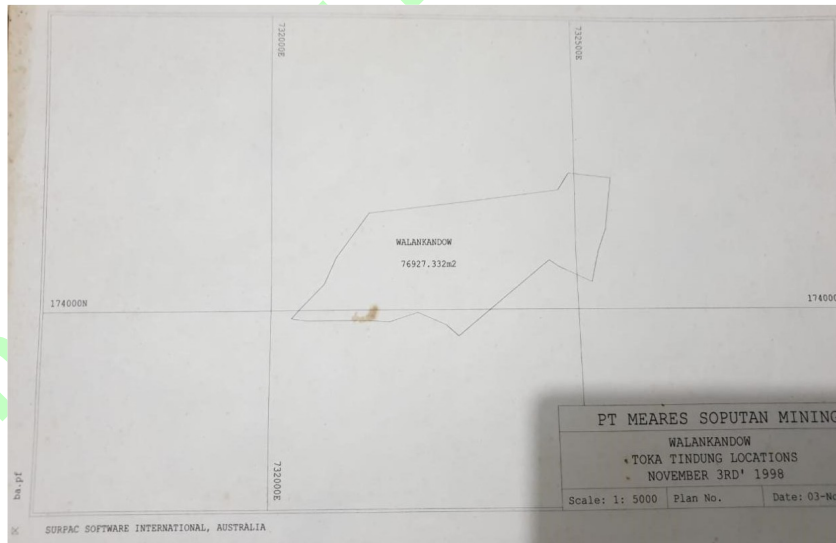 732000E
732500E
WALANKANDOW
76927.332m2
174000N
174000
732000E
PT MEARES SOPUTAN MINING
WALANKANDOW
TOKA TINDUNG LOCATIONS
NOVEMBER 3RD' 1998
Scale: 1: 5000 Plan No. Date: 03-No
ba.pf
SURPAC SOFTWARE INTERNATIONAL, AUSTRALIA